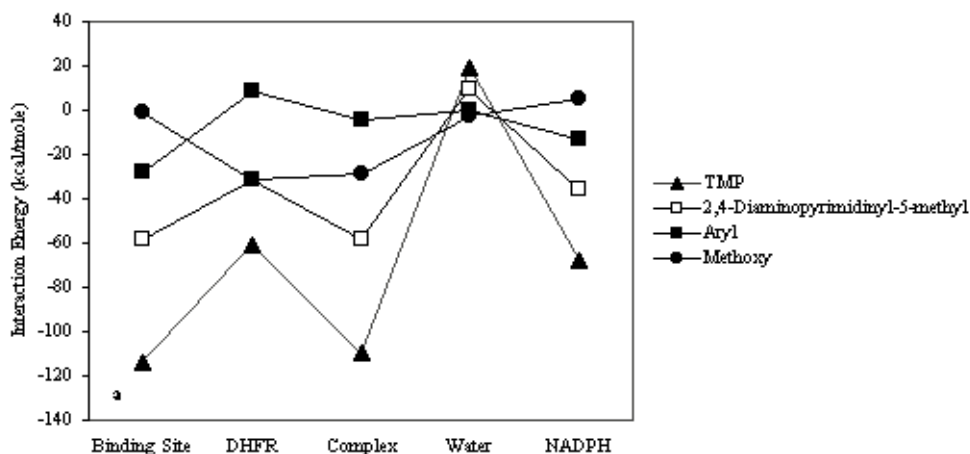 40
20
0
-20
-40
-60
-80
-100
-120
-140
Interaction Energy (kcal/mole)
a
Binding Site DHFR Complex Water NADPH
TMP
2,4-Diaminopyrimidinyl-5-methyl
Aryl
Methoxy